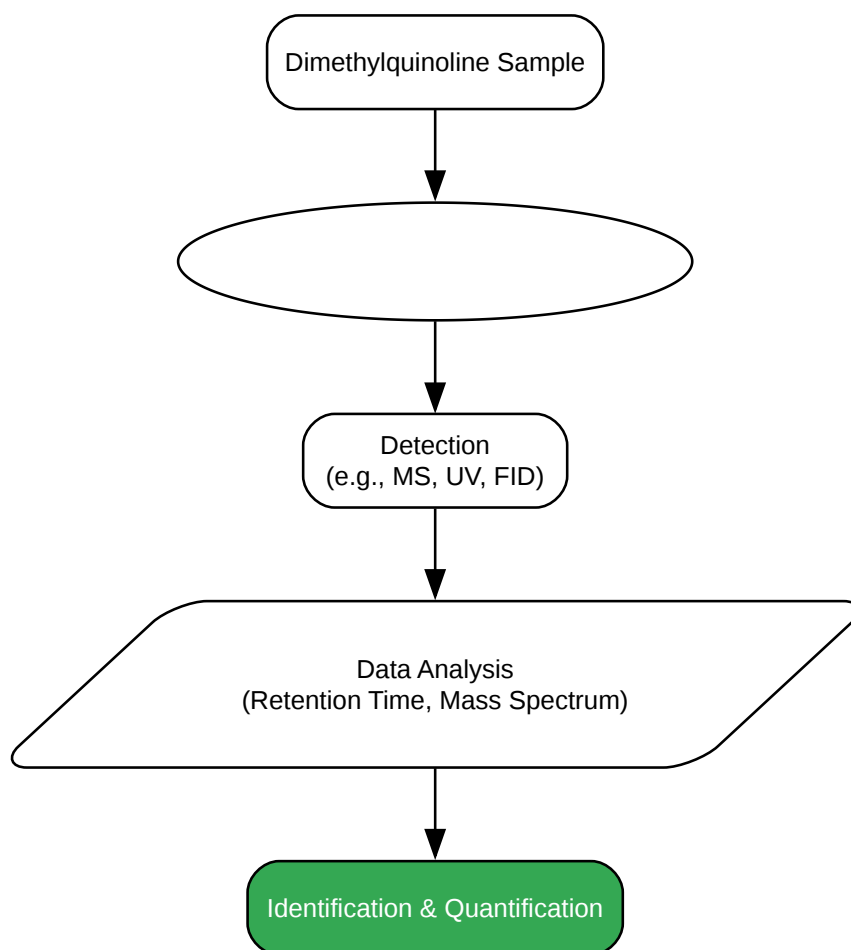 Dimethylquinoline Sample
Detection
(e.g., MS, UV, FID)
Data Analysis
(Retention Time, Mass Spectrum)
Identification & Quantification